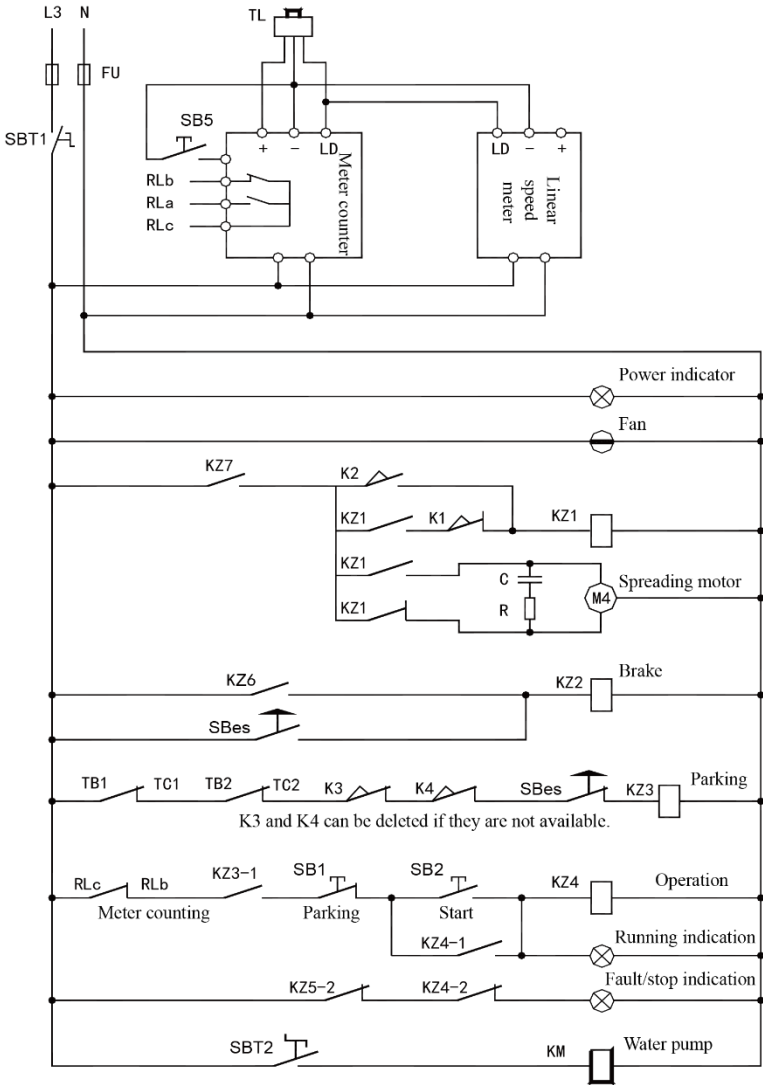 L3 N TL
FU
SBT1
SB5
+ − LD
LD − +
RLb
RLa
RLc
Meter counter
Linear
speed
meter
Power indicator
Fan
KZ7 K2
KZ1 K1 KZ1
KZ1
C
Spreading motor
M4
KZ1
R
Brake
KZ6 KZ2
SBes
TB1 TC1 TB2 TC2 K3 K4 SBes KZ3 Parking
K3 and K4 can be deleted if they are not available.
RLc RLb KZ3-1 SB1 SB2 KZ4 Operation
Meter counting Parking Start
KZ4-1 Running indication
KZ5-2 KZ4-2 Fault/stop indication
SBT2 KM Water pump